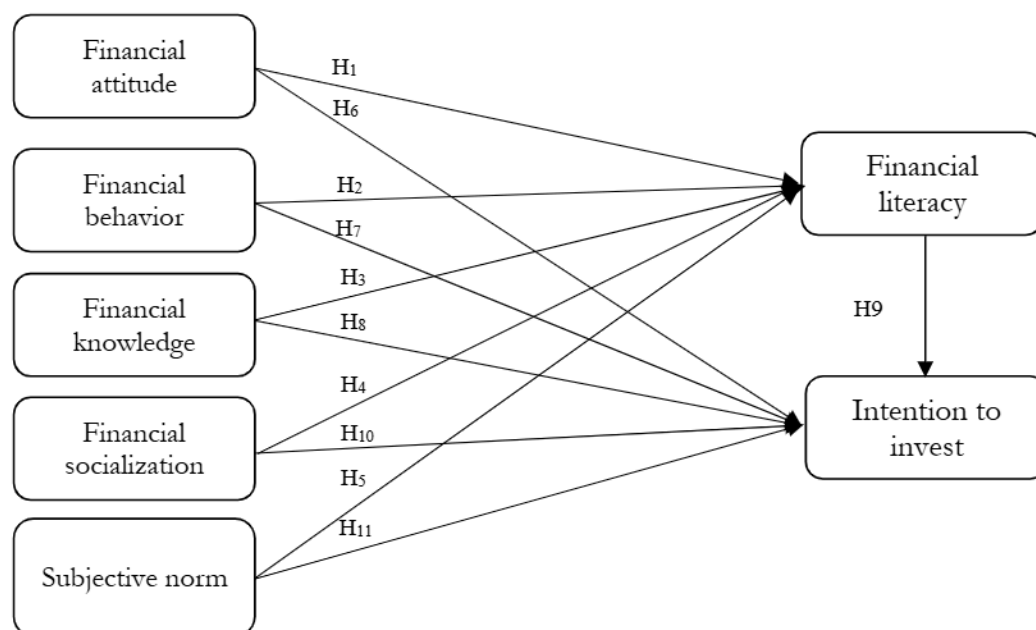 Financial
attitude
H₁
H₆
Financial
behavior
H₂
H₇
Financial
knowledge
H₃
H₈
Financial
socialization
H₄
H₁₀
Subjective norm
H₅
H₁₁
Financial
literacy
H9
Intention to
invest